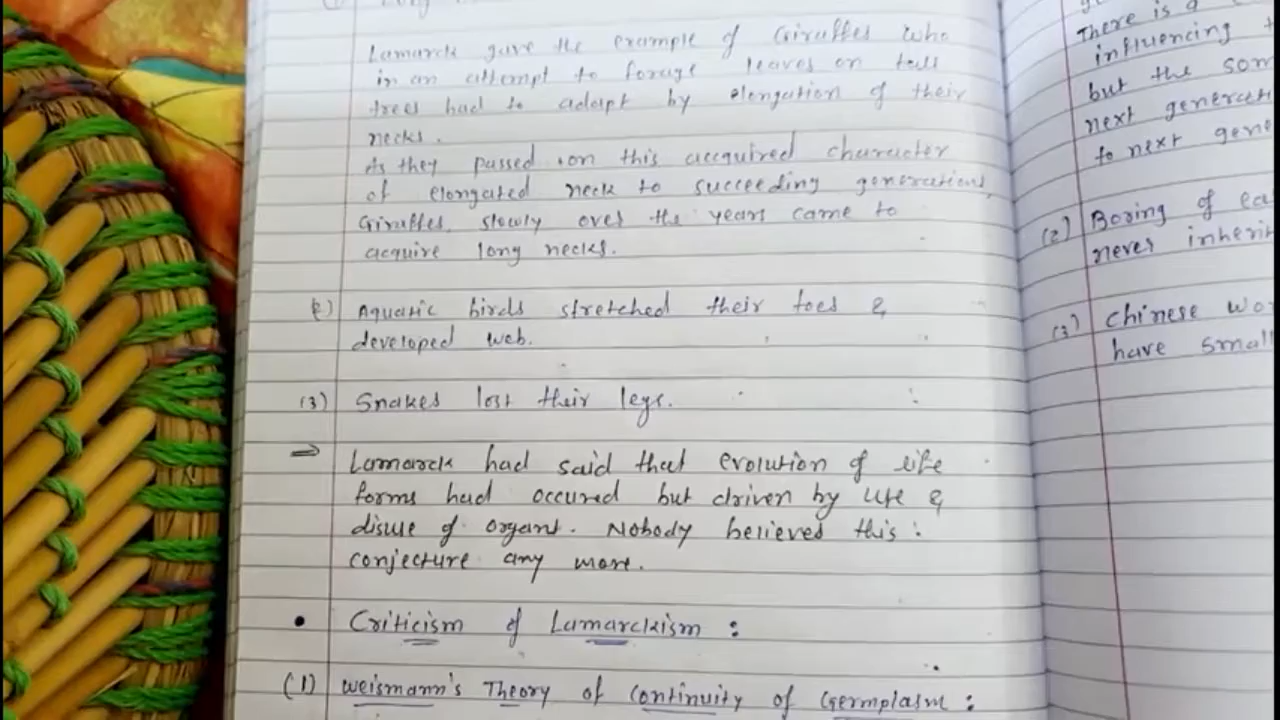 Lamarck gave the example of Giraffes who
in an attempt to forage leaves on tall
trees had to adapt by elongation of their
necks.
As they passed on this accquired character
of elongated neck to succeeding generations,
Giraffes, slowly over the years came to
acquire long necks.
(2) Aquatic birds stretched their toes &
developed web.
(3) Snakes lost their legs.
⇒ Lamarck had said that evolution of life
forms had occured but driven by use &
disuse of organs. Nobody believes this
conjecture any more.
• Criticism of Lamarckism :
(1) Weismann's Theory of Continuity of Germplasm :
There is a
influencing
but the som
next generati
to next gene
(2) Boring of ea
never inherit
(3) Chinese wo
have small